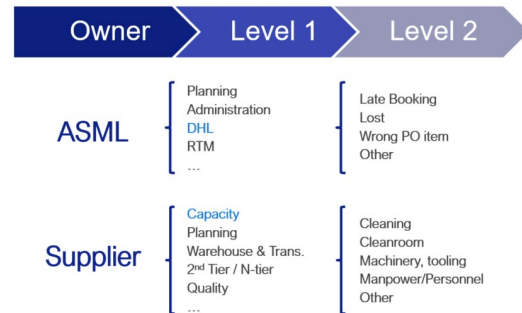 Owner
Level 1
Level 2
ASML
Planning
Administration
DHL
RTM
...
Late Booking
Lost
Wrong PO item
Other
Supplier
Capacity
Planning
Warehouse & Trans.
2nd Tier / N-tier
Quality
...
Cleaning
Cleanroom
Machinery, tooling
Manpower/Personnel
Other